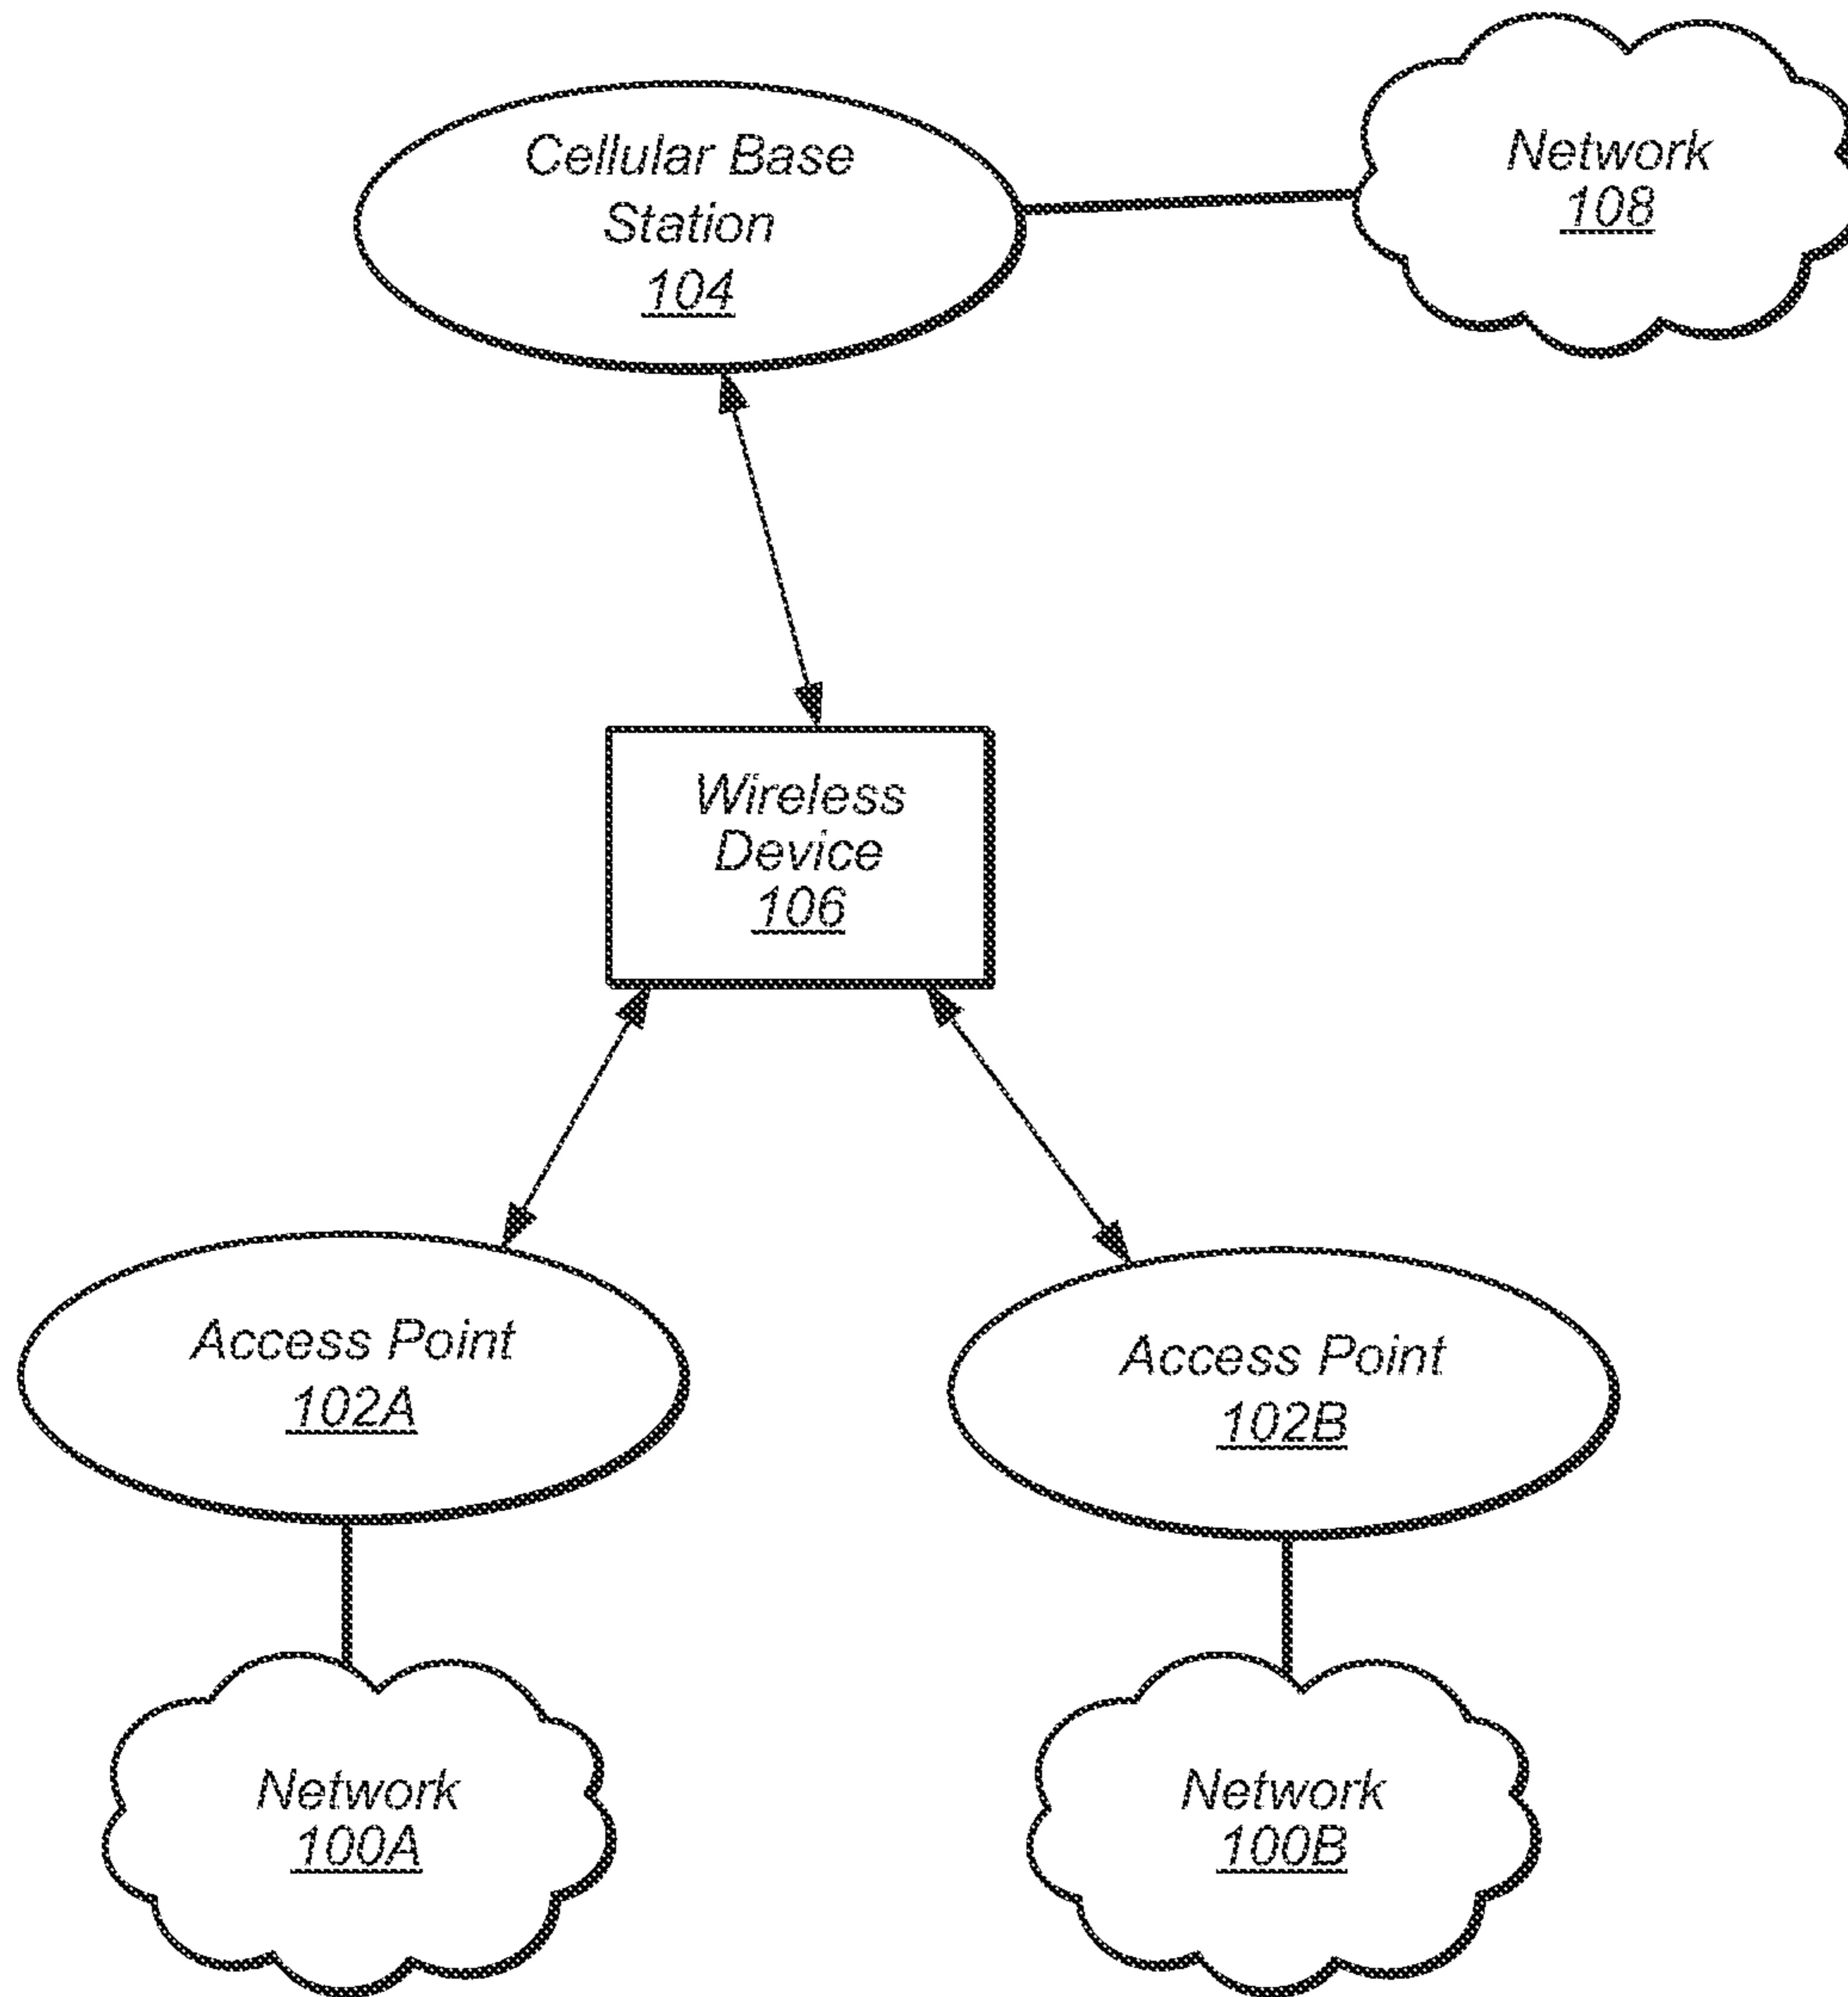 Cellular Base
Station
104
Network
108
Wireless
Device
106
Access Point
102A
Access Point
102B
Network
100A
Network
100B